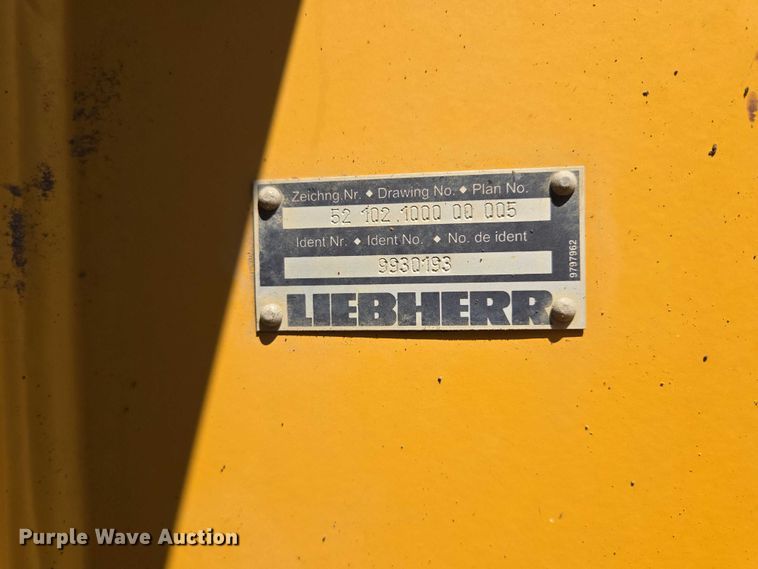 Zeichng.Nr. ◆ Drawing No. ◆ Plan No.
52 102 1000 00 005
Ident Nr. ◆ Ident No. ◆ No. de ident
9930193
LIEBHERR
9797962
Purple Wave Auction®